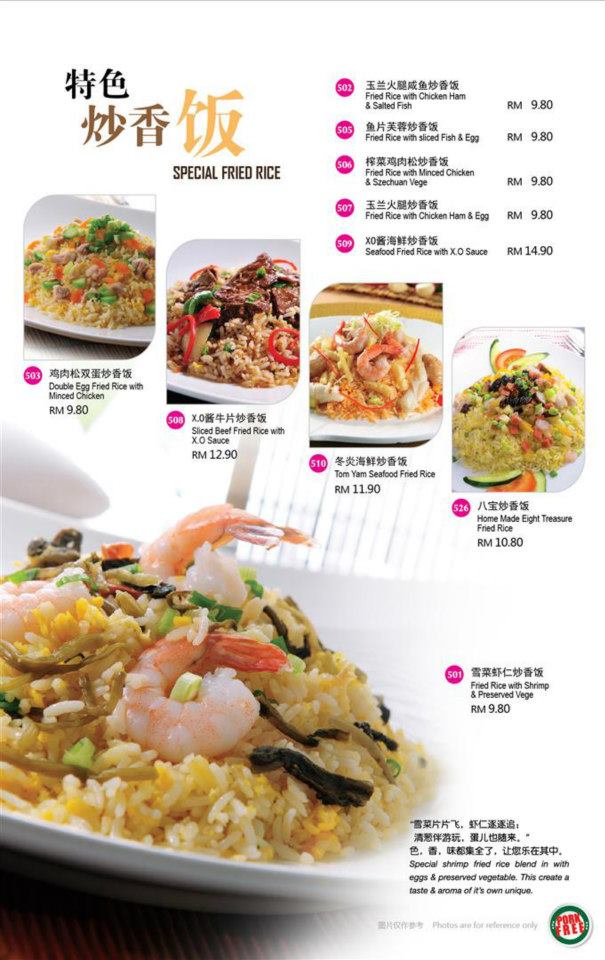 特色
炒香饭
SPECIAL FRIED RICE
502 玉兰火腿咸鱼炒香饭
Fried Rice with Chicken Ham
& Salted Fish RM 9.80
505 鱼片芙蓉炒香饭
Fried Rice with sliced Fish & Egg RM 9.80
506 榨菜鸡肉松炒香饭
Fried Rice with Minced Chicken
& Szechuan Vege RM 9.80
507 玉兰火腿炒香饭
Fried Rice with Chicken Ham & Egg RM 9.80
509 XO酱海鲜炒香饭
Seafood Fried Rice with X.O Sauce RM 14.90
503 鸡肉松双蛋炒香饭
Double Egg Fried Rice with
Minced Chicken
RM 9.80
508 X.O酱牛片炒香饭
Sliced Beef Fried Rice with
X.O Sauce
RM 12.90
510 冬炎海鲜炒香饭
Tom Yam Seafood Fried Rice
RM 11.90
526 八宝炒香饭
Home Made Eight Treasure
Fried Rice
RM 10.80
501 雪菜虾仁炒香饭
Fried Rice with Shrimp
& Preserved Vege
RM 9.80
"雪菜片片飞，虾仁逐逐追；
清葱伴游玩，蛋儿也随来。"
色，香，味都集全了，让您乐在其中。
Special shrimp fried rice blend in with
eggs & preserved vegetable. This create a
taste & aroma of it's own unique.
图片仅作参考 Photos are for reference only
PORK
FREE